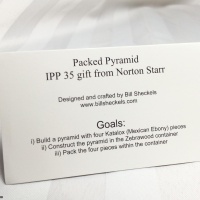 Packed Pyramid
IPP 35 gift from Norton Starr
Designed and crafted by Bill Sheckels
www.billsheckels.com
Goals:
i) Build a pyramid with four Katalox (Mexican Ebony) pieces
ii) Construct the pyramid in the Zebrawood container
iii) Pack the four pieces within the container